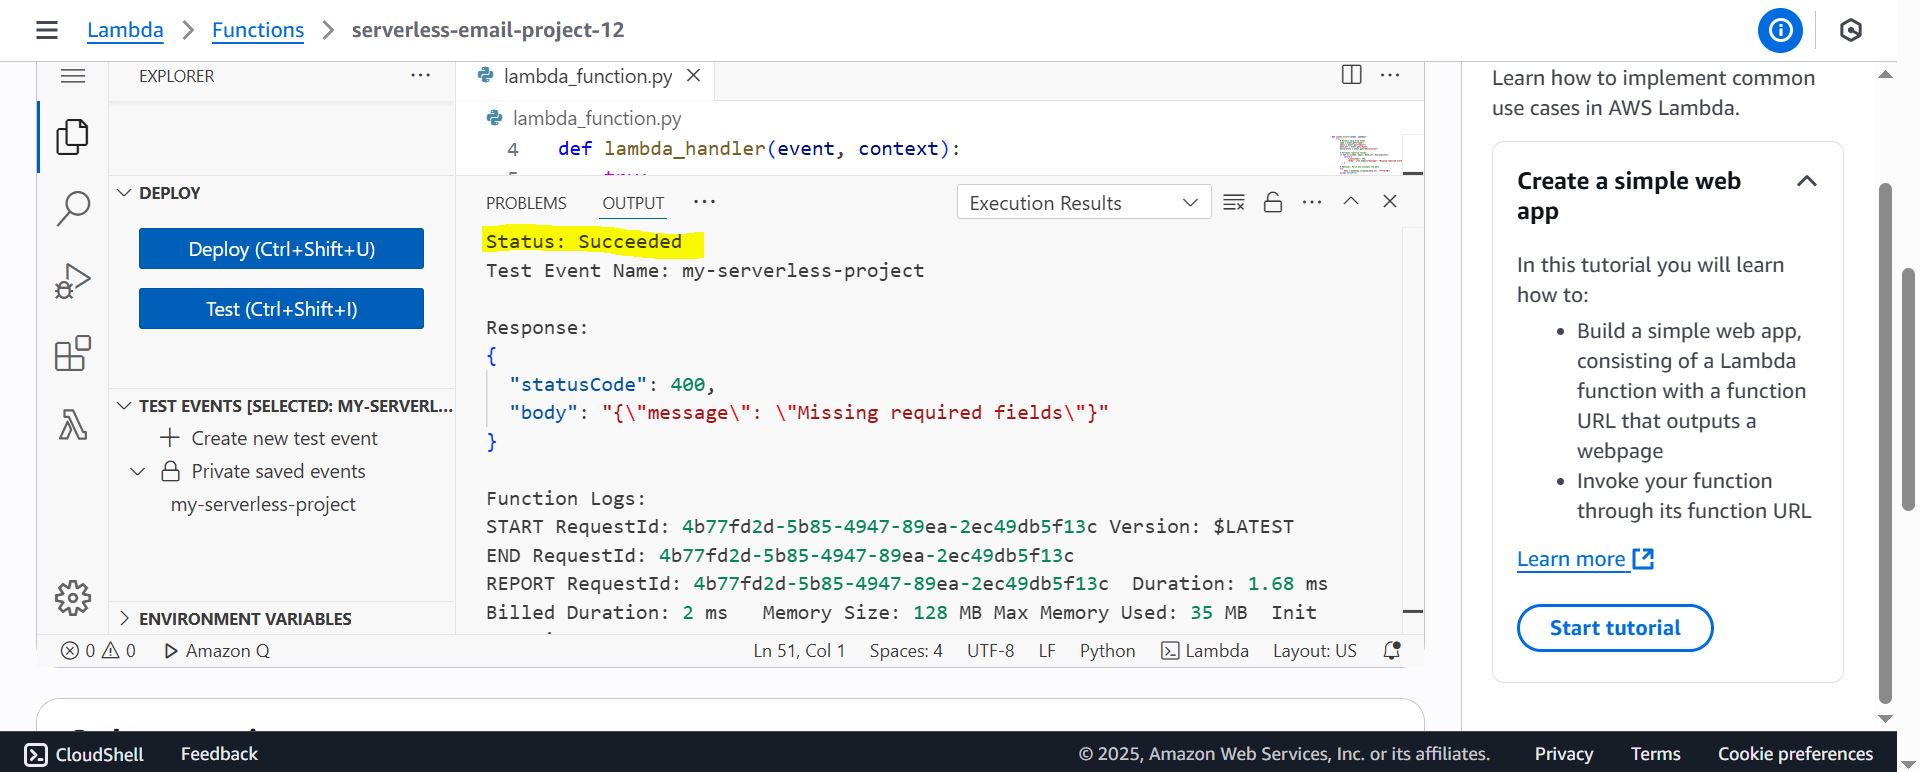 Lambda > Functions > serverless-email-project-12
EXPLORER
DEPLOY
Deploy (Ctrl+Shift+U)
Test (Ctrl+Shift+I)
TEST EVENTS [SELECTED: MY-SERVERL...
Create new test event
Private saved events
my-serverless-project
ENVIRONMENT VARIABLES
lambda_function.py
lambda_function.py
4 def lambda_handler(event, context):
PROBLEMS OUTPUT
Execution Results
Status: Succeeded
Test Event Name: my-serverless-project
Response:
{
"statusCode": 400,
"body": "{\"message\": \"Missing required fields\"}"
}
Function Logs:
START RequestId: 4b77fd2d-5b85-4947-89ea-2ec49db5f13c Version: $LATEST
END RequestId: 4b77fd2d-5b85-4947-89ea-2ec49db5f13c
REPORT RequestId: 4b77fd2d-5b85-4947-89ea-2ec49db5f13c Duration: 1.68 ms
Billed Duration: 2 ms Memory Size: 128 MB Max Memory Used: 35 MB Init
0 0 Amazon Q Ln 51, Col 1 Spaces: 4 UTF-8 LF Python Lambda Layout: US
Learn how to implement common
use cases in AWS Lambda.
Create a simple web
app
In this tutorial you will learn
how to:
• Build a simple web app,
consisting of a Lambda
function with a function
URL that outputs a
webpage
• Invoke your function
through its function URL
Learn more
Start tutorial
CloudShell Feedback © 2025, Amazon Web Services, Inc. or its affiliates. Privacy Terms Cookie preferences